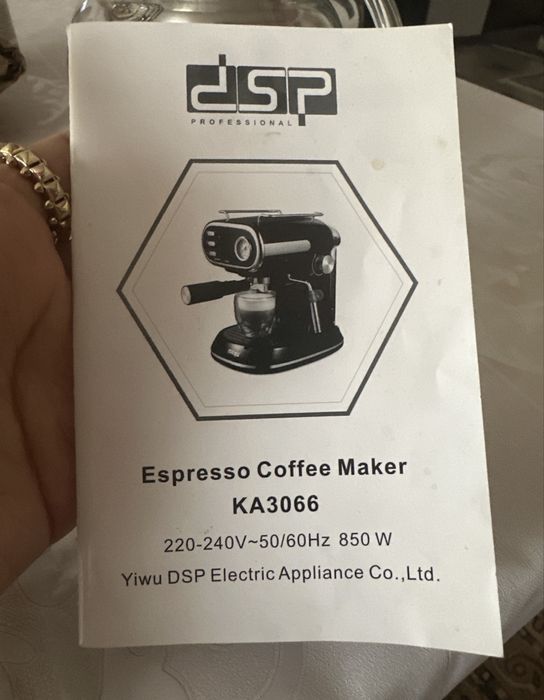 dsp
PROFESSIONAL
Espresso Coffee Maker
KA3066
220-240V~50/60Hz 850 W
Yiwu DSP Electric Appliance Co.,Ltd.